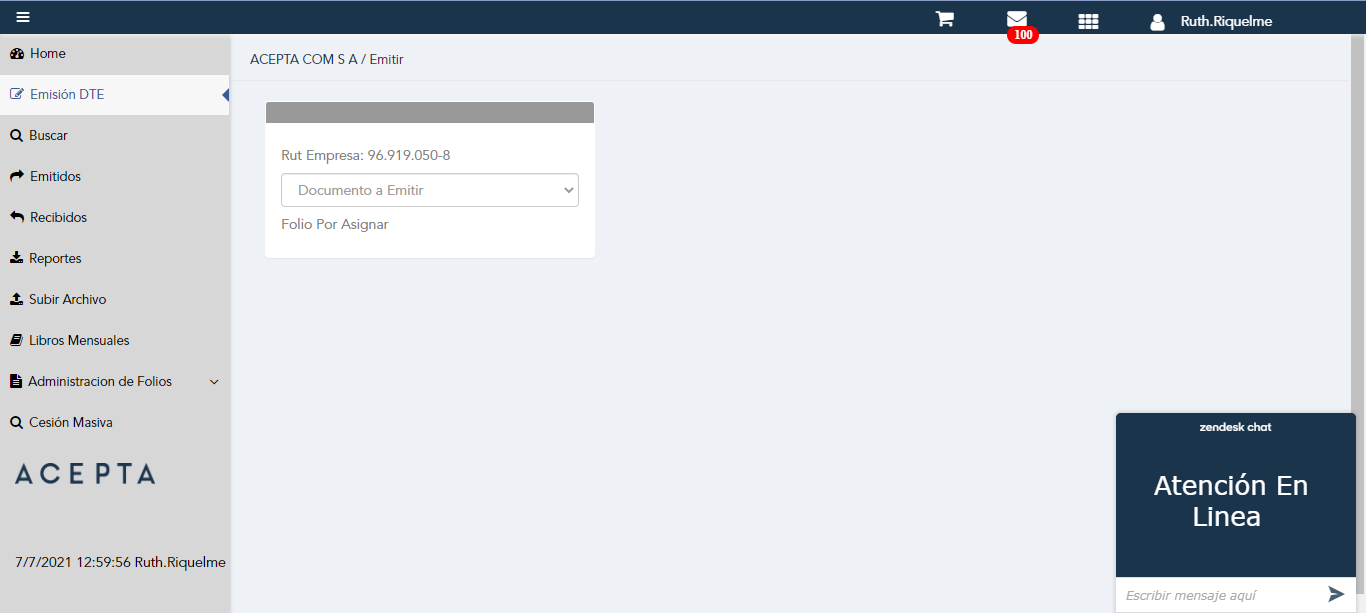 Ruth.Riquelme
100
Home
Emisión DTE
Buscar
Emitidos
Recibidos
Reportes
Subir Archivo
Libros Mensuales
Administracion de Folios
Cesión Masiva
ACEPTA
7/7/2021 12:59:56 Ruth.Riquelme
ACEPTA COM S A / Emitir
Rut Empresa: 96.919.050-8
Documento a Emitir
Folio Por Asignar
zendesk chat
Atención En
Linea
Escribir mensaje aquí